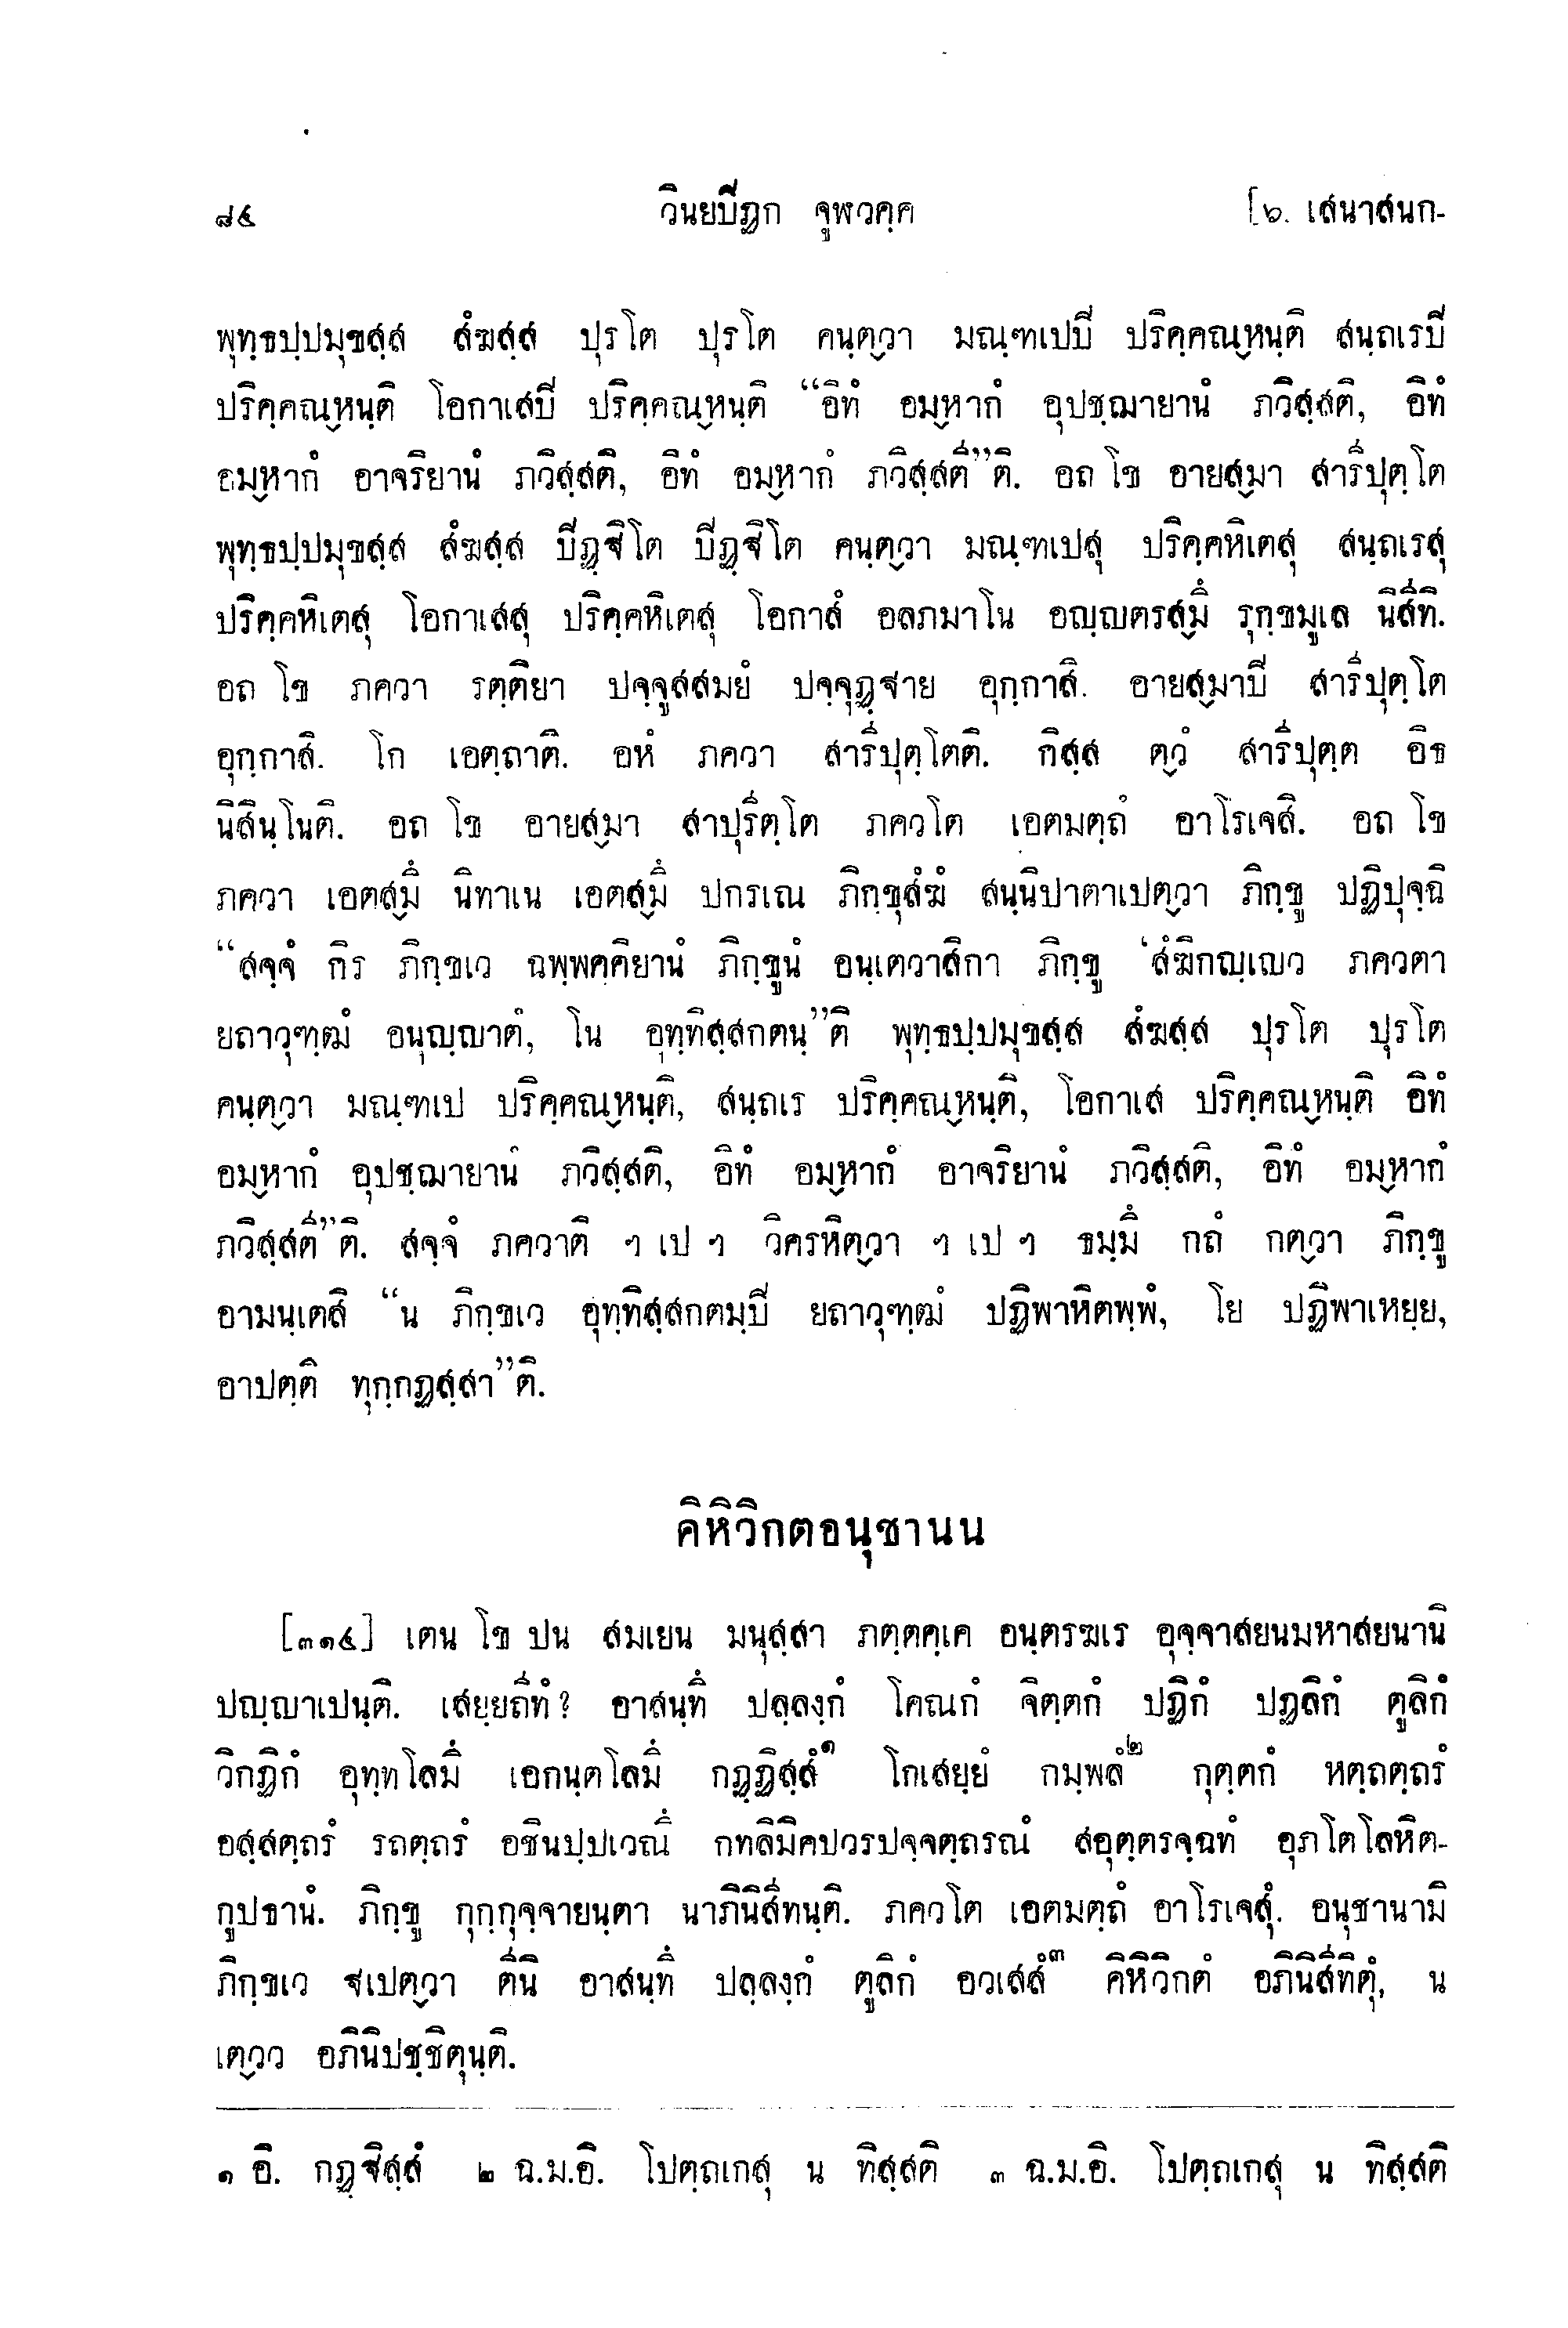 ๘๕ วินยปิฏก จูฬวคฺค [๖. เสนาสนก-
พุทฺธปฺปมุขสฺส สํฆสฺส ปุรโต ปุรโต คนฺตฺวา มณฺฑเปปี ปริคฺคณฺหนฺติ สนฺถเรปี
ปริคฺคณฺหนฺติ โอกาเสปี ปริคฺคณฺหนฺติ “อิทํ อมฺหากํ อุปชฺฌายานํ ภวิสฺสติ, อิทํ
อมฺหากํ อาจริยานํ ภวิสฺสติ, อิทํ อมฺหากํ ภวิสฺสตี”ติ. อถ โข อายสฺมา สารีปุตฺโต
พุทฺธปฺปมุขสฺส สํฆสฺส ปีฏฺฐิโต ปีฏฺฐิโต คนฺตฺวา มณฺฑเปสุ ปริคฺคหิเตสุ สนฺถเรสุ
ปริคฺคหิเตสุ โอกาเสสุ ปริคฺคหิเตสุ โอกาสํ อลภมาโน อญฺญตรสฺมึ รุกฺขมูเล นิสีทิ.
อถ โข ภควา รตฺติยา ปจฺจูสสมยํ ปจฺจุฏฺฐาย อุกฺกาสิ. อายสฺมาปี สารีปุตฺโต
อุกฺกาสิ. โก เอตฺถาติ. อหํ ภควา สารีปุตฺโตติ. กิสฺส ตฺวํ สารีปุตฺต อิธ
นิสินฺโนติ. อถ โข อายสฺมา สาปุรีตฺโต ภควโต เอตมตฺถํ อาโรเจสิ. อถ โข
ภควา เอตสฺมึ นิทาเน เอตสฺมึ ปกรเณ ภิกฺขุสํฆํ สนฺนิปาตาเปตฺวา ภิกฺขู ปฏิปุจฺฉิ
“สจฺจํ กิร ภิกฺขเว ฉพฺพคฺคิยานํ ภิกฺขูนํ อนฺเตวาสิกา ภิกฺขู ‘สํฆิกญฺเญว ภควตา
ยถาวุฑฺฒํ อนุญฺญาตํ, โน อุทฺทิสฺสกตนฺ”ติ พุทฺธปฺปมุขสฺส สํฆสฺส ปุรโต ปุรโต
คนฺตฺวา มณฺฑเป ปริคฺคณฺหนฺติ, สนฺถเร ปริคฺคณฺหนฺติ, โอกาเส ปริคฺคณฺหนฺติ อิทํ
อมฺหากํ อุปชฺฌายานํ ภวิสฺสติ, อิทํ อมฺหากํ อาจริยานํ ภวิสฺสติ, อิทํ อมฺหากํ
ภวิสฺสตี”ติ. สจฺจํ ภควาติ ฯ เป ฯ วิครหิตฺวา ฯ เป ฯ ธมฺมึ กถํ กตฺวา ภิกฺขู
อามนฺเตสิ “น ภิกฺขเว อุทฺทิสฺสกตมฺปี ยถาวุฑฺฒํ ปฏิพาหิตพฺพํ, โย ปฏิพาเหยฺย,
อาปตฺติ ทุกฺกฏสฺสา”ติ.
คิหิวิกตอนุชานน
[๓๑๔] เตน โข ปน สมเยน มนุสฺสา ภตฺตคฺเค อนฺตรฆเร อุจฺจาสยนมหาสยนานิ
ปญฺญาเปนฺติ. เสยฺยถีทํ? อาสนฺทึ ปลฺลงฺกํ โคณกํ จิตฺตกํ ปฏิกํ ปฏลิกํ ตูลิกํ
วิกฏิกํ อุทฺทโลมึ เอกนฺตโลมึ กฏฺฏิสฺสํ๑ โกเสยฺยํ กมฺพลํ๒ กุตฺตกํ หตฺถตฺถรํ
อสฺสตฺถรํ รถตฺถรํ อชินปฺปเวณึ กทลิมิคปวรปจฺจตฺถรณํ สอุตฺตรจฺฉทํ อุภโตโลหิต-
กูปธานํ. ภิกฺขู กุกฺกุจฺจายนฺตา นาภินิสีทนฺติ. ภควโต เอตมตฺถํ อาโรเจสุํ. อนุชานามิ
ภิกฺขเว ฐเปตฺวา ตีนิ อาสนฺทึ ปลฺลงฺกํ ตูลิกํ อวเสสํ๓ คิหิวิกตํ อภินิสีทิตุํ, น
เตฺวว อภินิปชฺชิตุนฺติ.
๑ อิ. กฏฺฐิสฺสํ ๒ ฉ.ม.อิ. โปตฺถเกสุ น ทิสฺสติ ๓ ฉ.ม.อิ. โปตฺถเกสุ น ทิสฺสติ